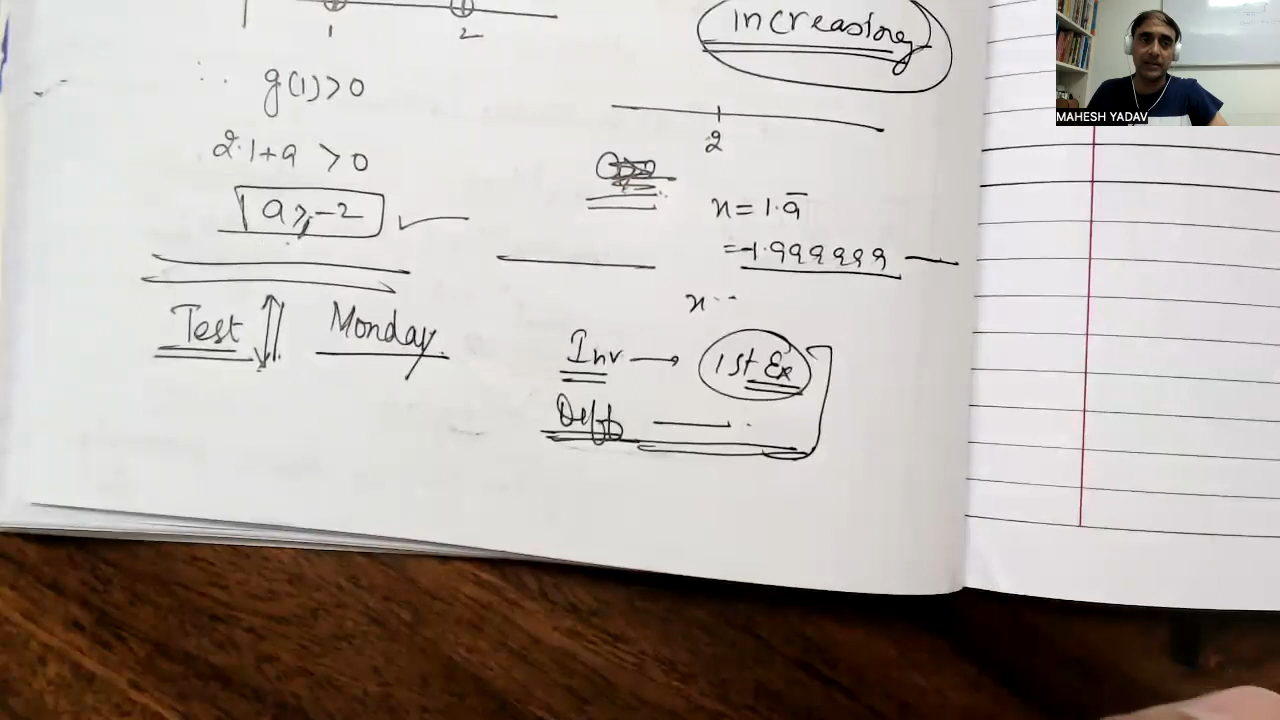 1 2
increasing
∴ g(1) > 0
2
2·1+a > 0
a ≥ -2
x = 1.9̅
= 1.999999
x
Test Monday
Inv → 1st Ex
Diff
MAHESH YADAV